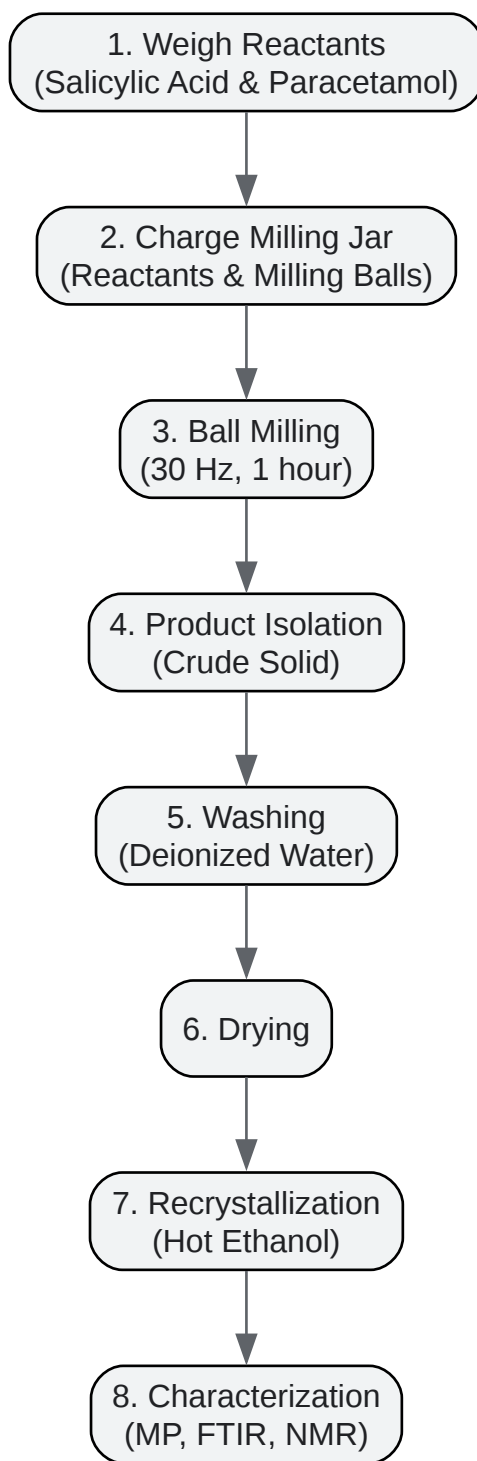 1. Weigh Reactants
(Salicylic Acid & Paracetamol)
2. Charge Milling Jar
(Reactants & Milling Balls)
3. Ball Milling
(30 Hz, 1 hour)
4. Product Isolation
(Crude Solid)
5. Washing
(Deionized Water)
6. Drying
7. Recrystallization
(Hot Ethanol)
8. Characterization
(MP, FTIR, NMR)